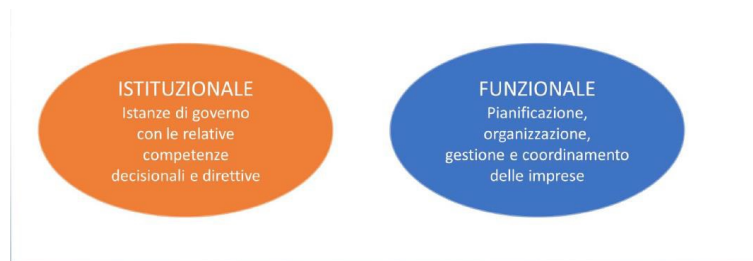 ISTITUZIONALE
Istanze di governo
con le relative
competenze
decisionali e direttive
FUNZIONALE
Pianificazione,
organizzazione,
gestione e coordinamento
delle imprese